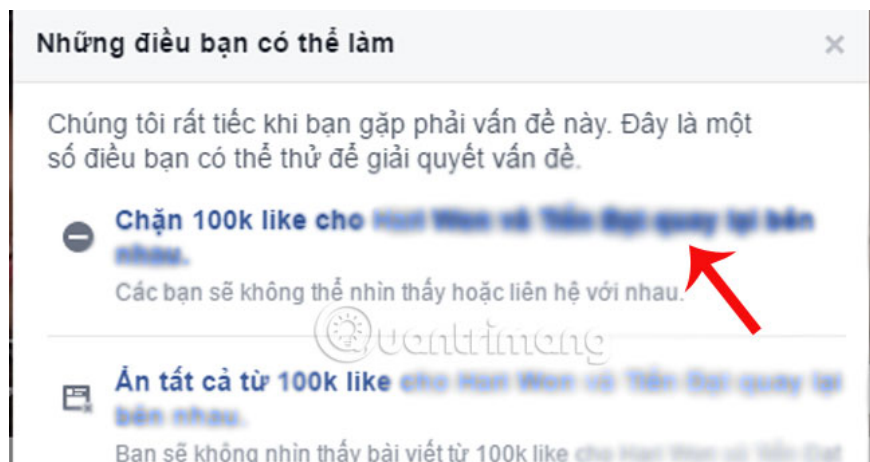 Những điều bạn có thể làm
Chúng tôi rất tiếc khi bạn gặp phải vấn đề này. Đây là một
số điều bạn có thể thử để giải quyết vấn đề.
Chặn 100k like cho
Các bạn sẽ không thể nhìn thấy hoặc liên hệ với nhau.
Quantrimang
Ẩn tất cả từ 100k like
Bạn sẽ không nhìn thấy bài viết từ 100k like